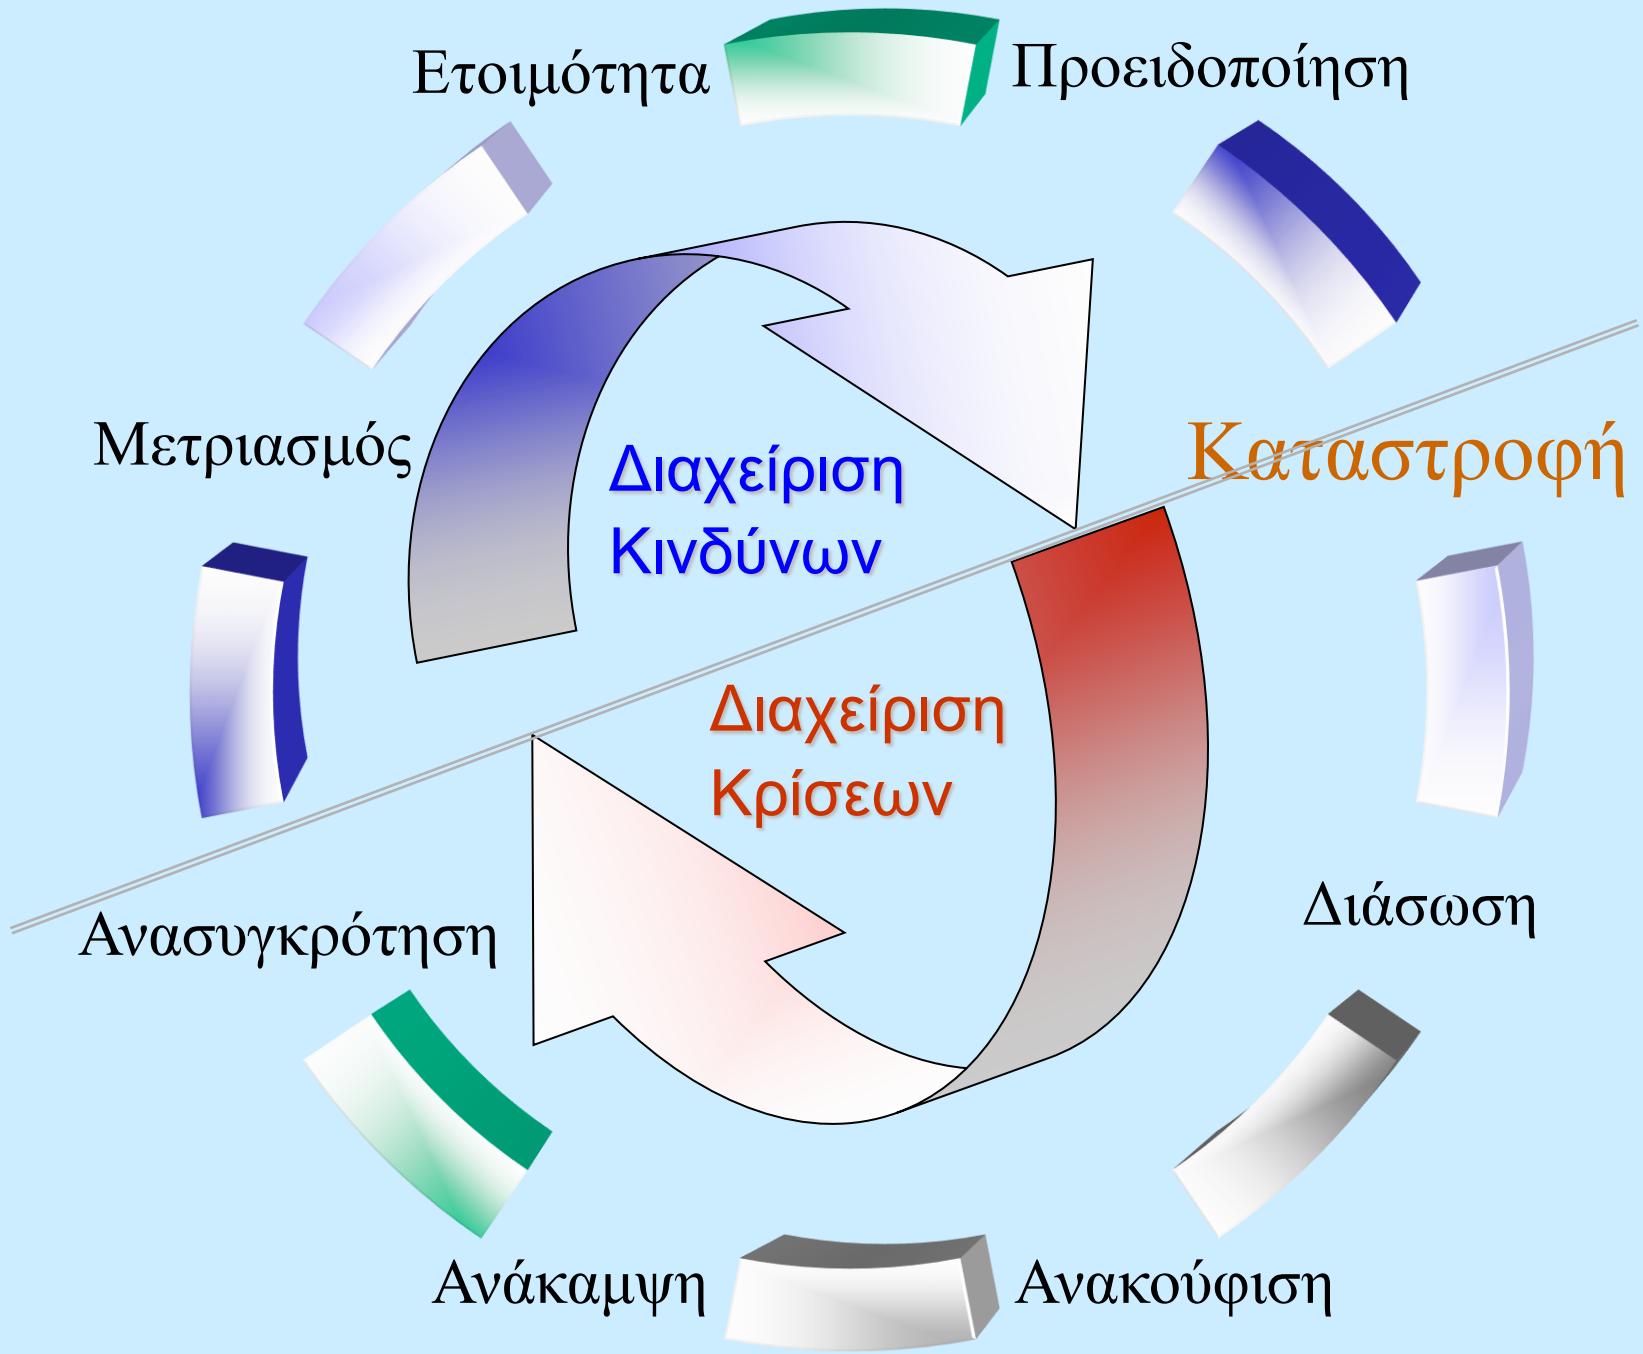 Ετοιμότητα
Προειδοποίηση
Μετριασμός
Καταστροφή
Διαχείριση
Κινδύνων
Διαχείριση
Κρίσεων
Διάσωση
Ανασυγκρότηση
Ανάκαμψη
Ανακούφιση